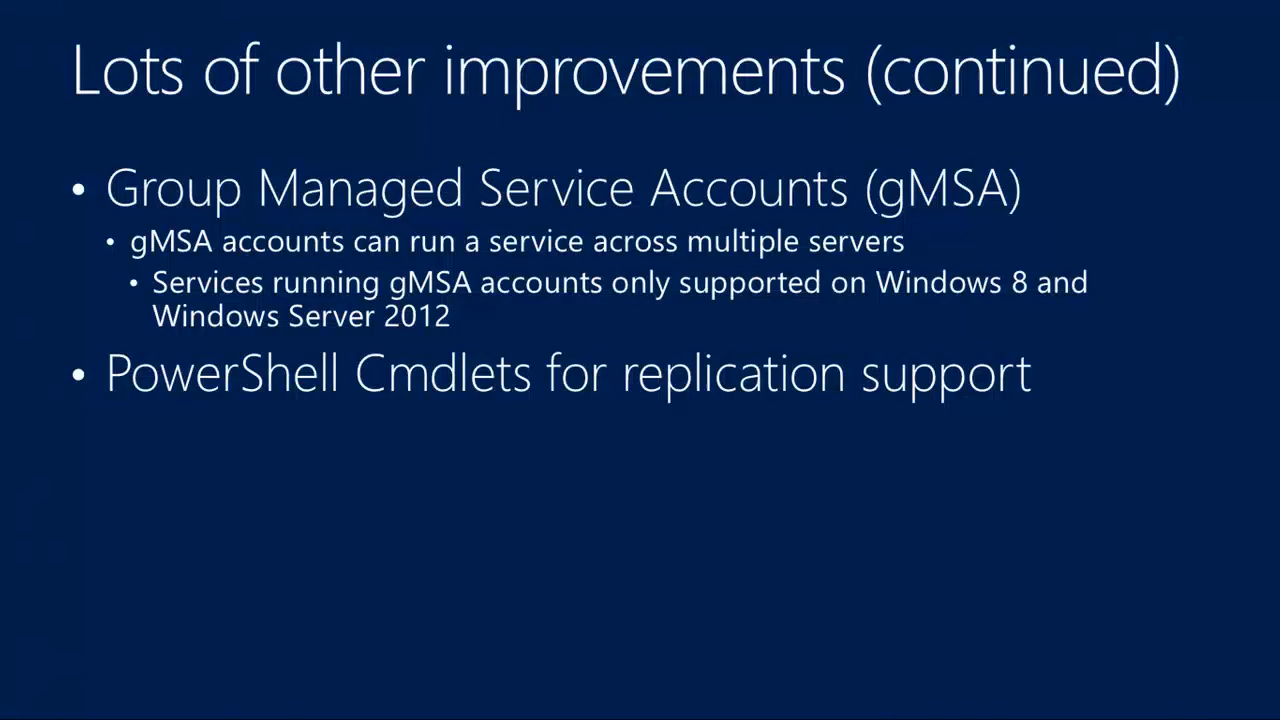 Lots of other improvements (continued)
• Group Managed Service Accounts (gMSA)
• gMSA accounts can run a service across multiple servers
• Services running gMSA accounts only supported on Windows 8 and
Windows Server 2012
• PowerShell Cmdlets for replication support